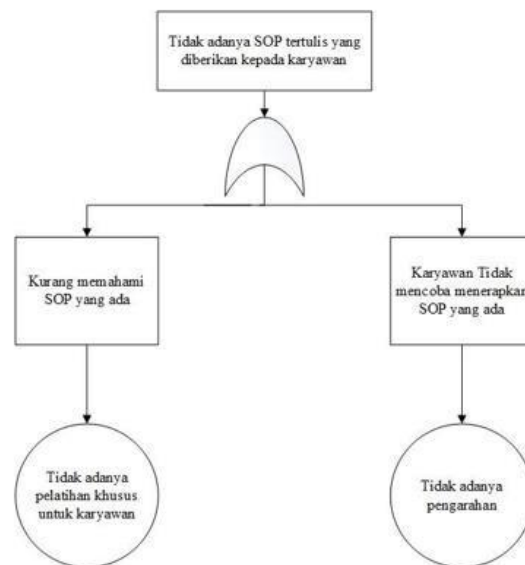 Tidak adanya SOP tertulis yang
diberikan kepada karyawan
Kurang memahami
SOP yang ada
Karyawan Tidak
mencoba menerapkan
SOP yang ada
Tidak adanya
pelatihan khusus
untuk karyawan
Tidak adanya
pengarahan